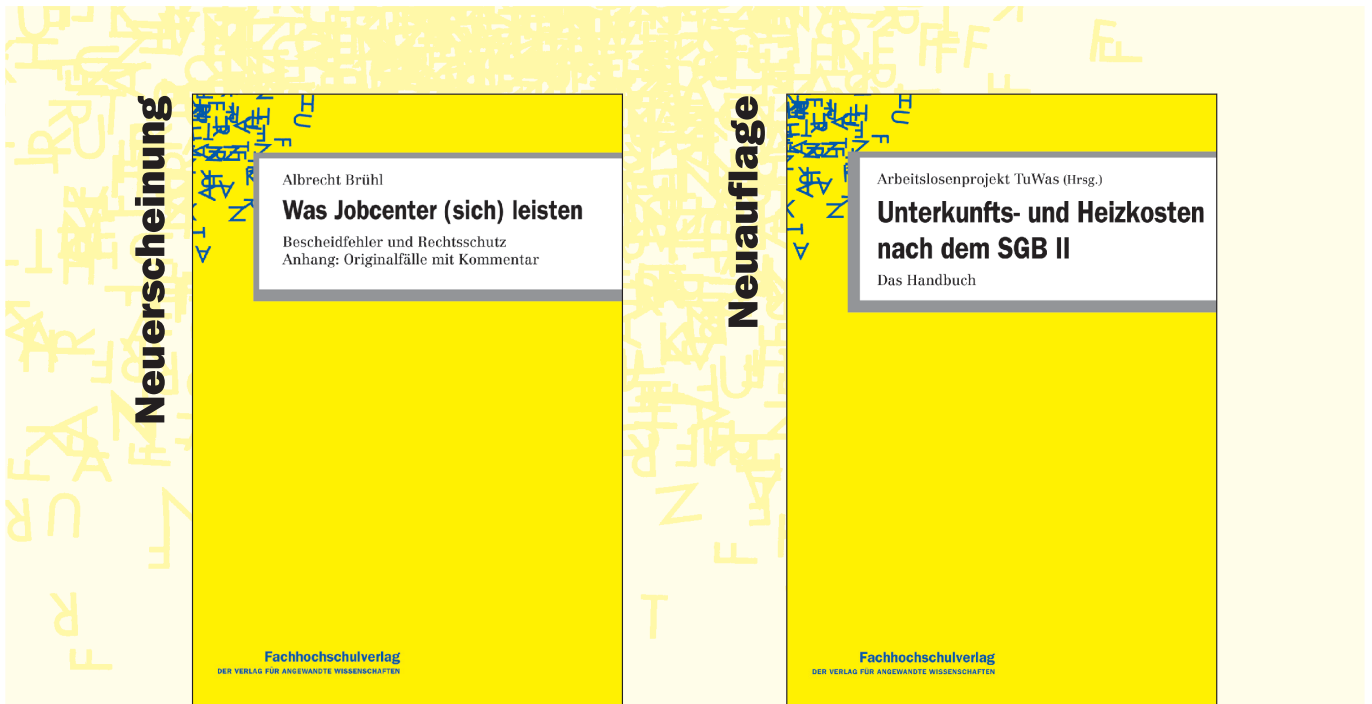 Neuerscheinung
Albrecht Brühl
Was Jobcenter (sich) leisten
Bescheidfehler und Rechtsschutz
Anhang: Originalfälle mit Kommentar
Fachhochschulverlag
DER VERLAG FÜR ANGEWANDTE WISSENSCHAFTEN
Neuauflage
Arbeitslosenprojekt TuWas (Hrsg.)
Unterkunfts- und Heizkosten
nach dem SGB II
Das Handbuch
Fachhochschulverlag
DER VERLAG FÜR ANGEWANDTE WISSENSCHAFTEN